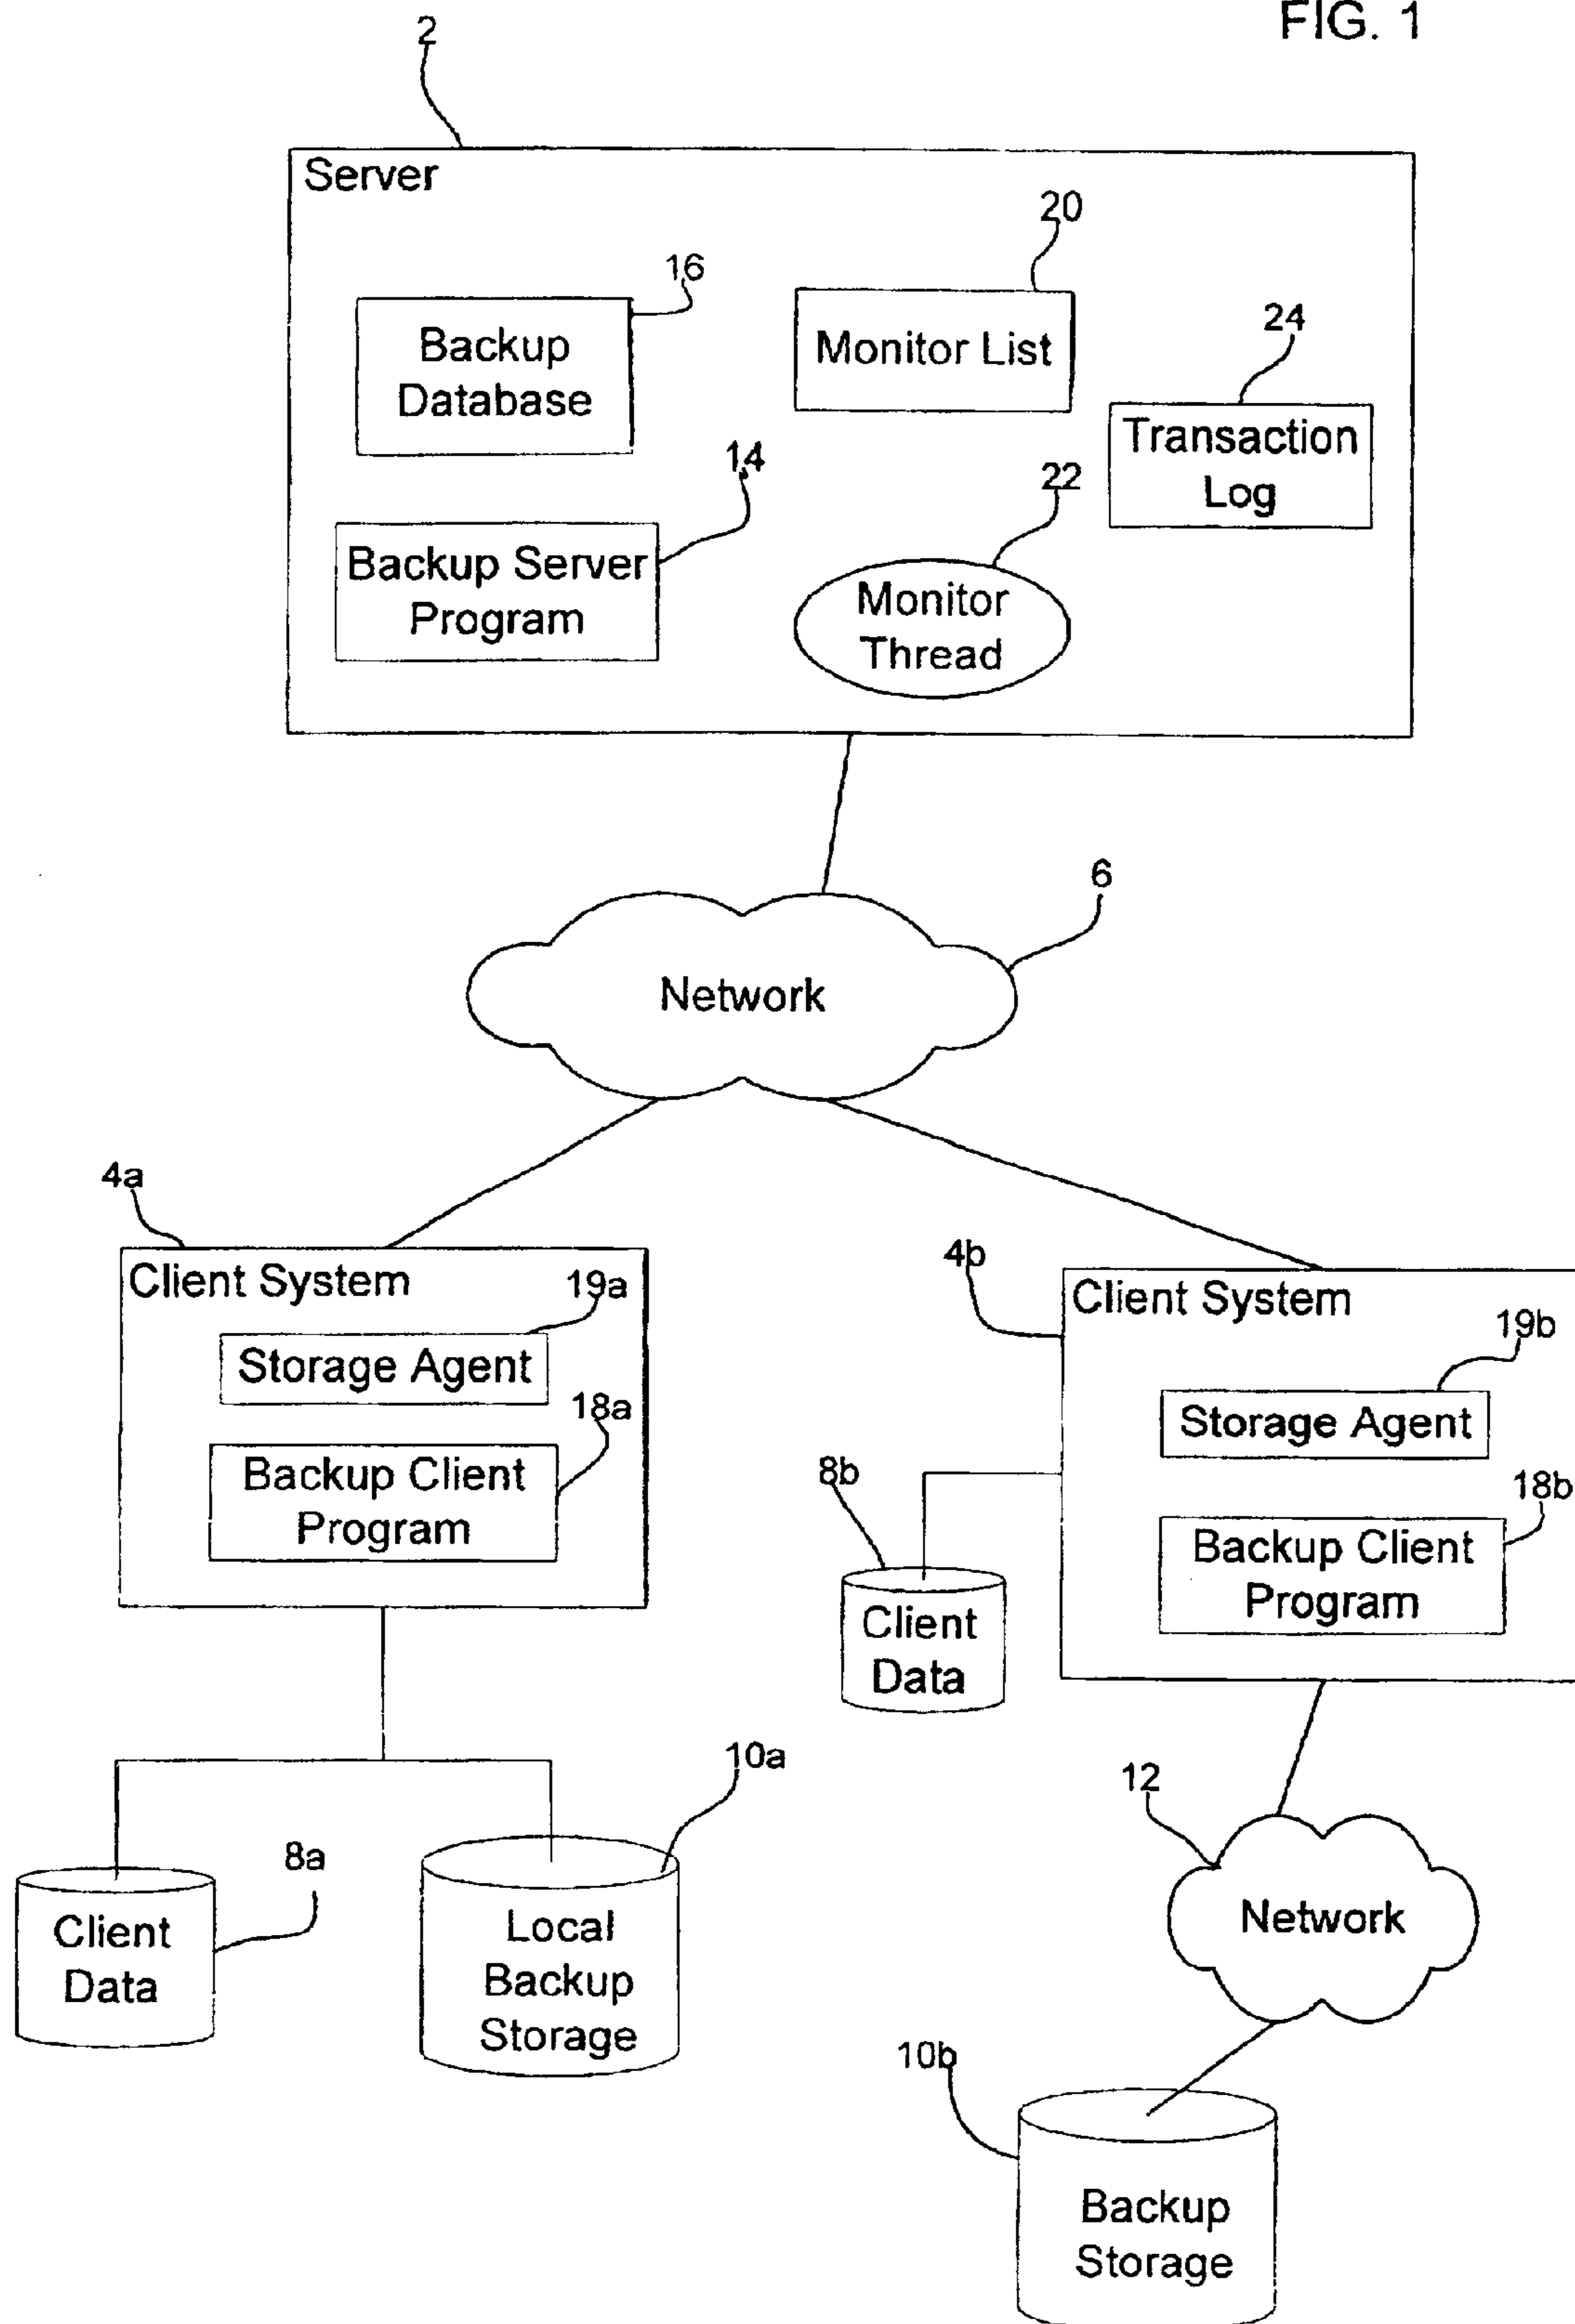 FIG. 1
2
Server
20
16
Backup
Database
Monitor List
24
Transaction
Log
14
22
Backup Server
Program
Monitor
Thread
6
Network
4a
Client System
19a
Storage Agent
18a
Backup Client
Program
4b
Client System
19b
Storage Agent
18b
Backup Client
Program
8b
Client
Data
10a
8a
Client
Data
Local
Backup
Storage
12
Network
10b
Backup
Storage